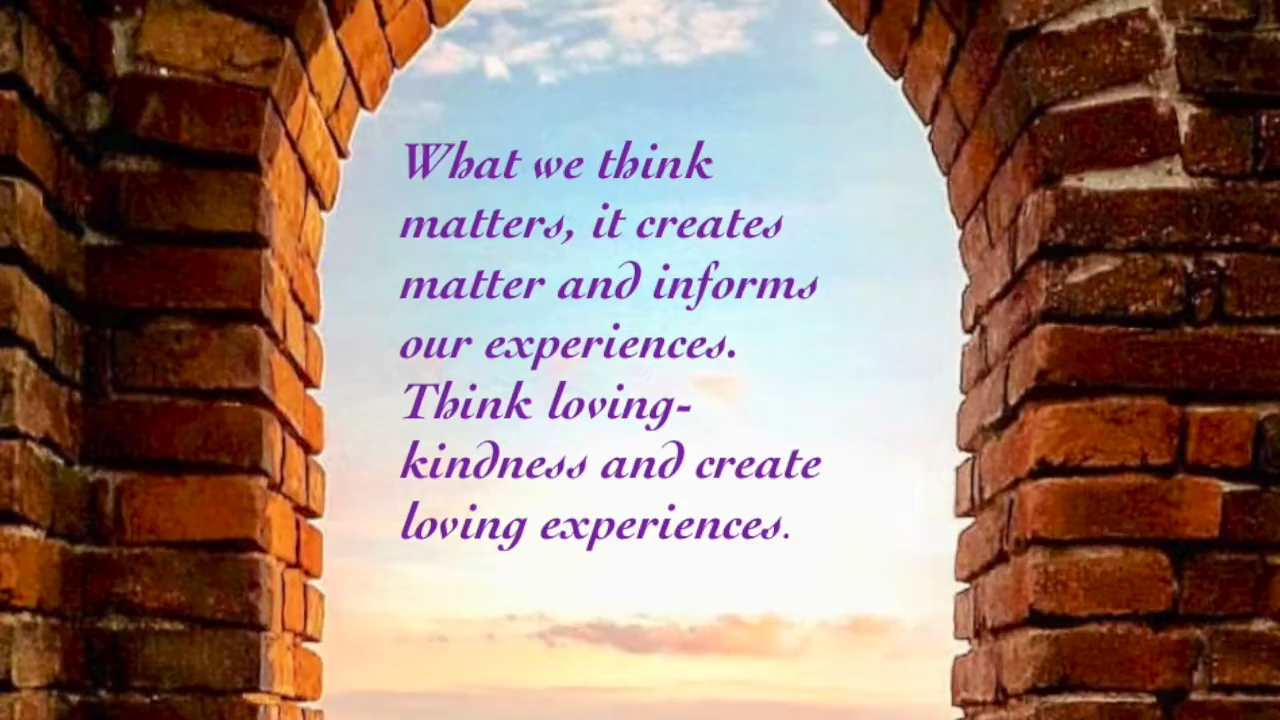 What we think
matters, it creates
matter and informs
our experiences.
Think loving-
kindness and create
loving experiences.